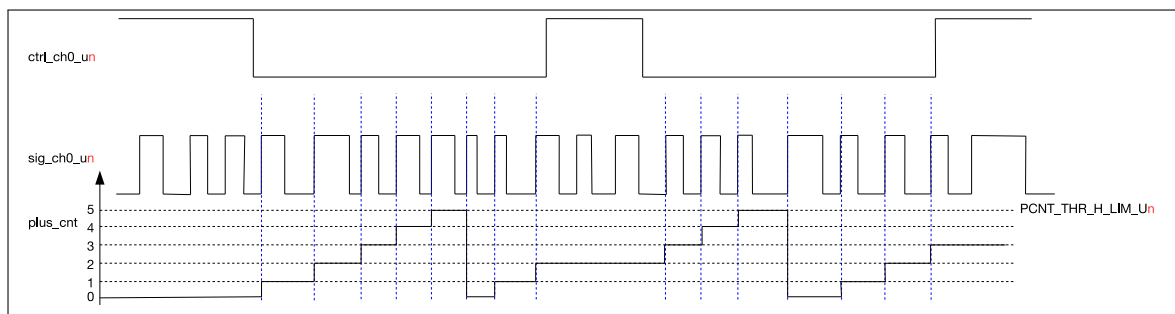 ctrl_ch0_un
sig_ch0_un
plus_cnt
5
4
3
2
1
0
PCNT_THR_H_LIM_Un